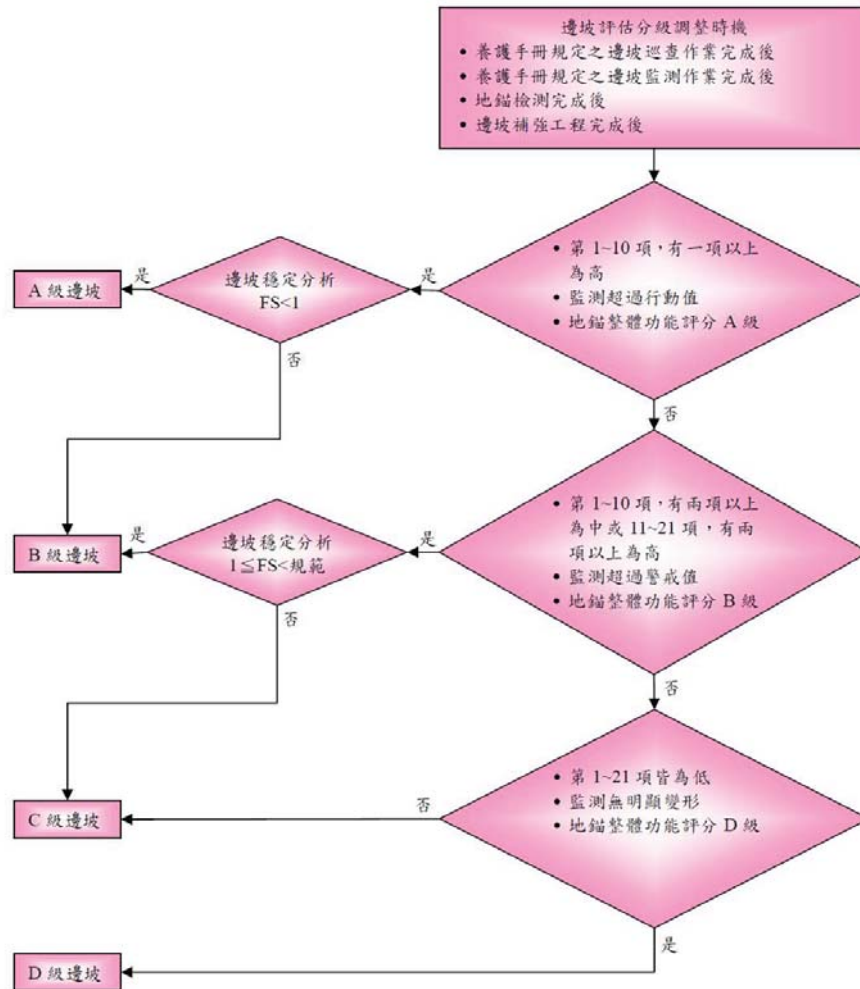 邊坡評估分級調整時機
• 養護手冊規定之邊坡巡查作業完成後
• 養護手冊規定之邊坡監測作業完成後
• 地錨檢測完成後
• 邊坡補強工程完成後
• 第 1~10 項，有一項以上
為高
• 監測超過行動值
• 地錨整體功能評分 A 級
是
邊坡穩定分析
FS<1
是
A 級邊坡
否
否
• 第 1~10 項，有兩項以上
為中或 11~21 項，有兩
項以上為高
• 監測超過警戒值
• 地錨整體功能評分 B 級
是
邊坡穩定分析
1≦FS<規範
是
B 級邊坡
否
否
• 第 1~21 項皆為低
• 監測無明顯變形
• 地錨整體功能評分 D 級
否
C 級邊坡
是
D 級邊坡